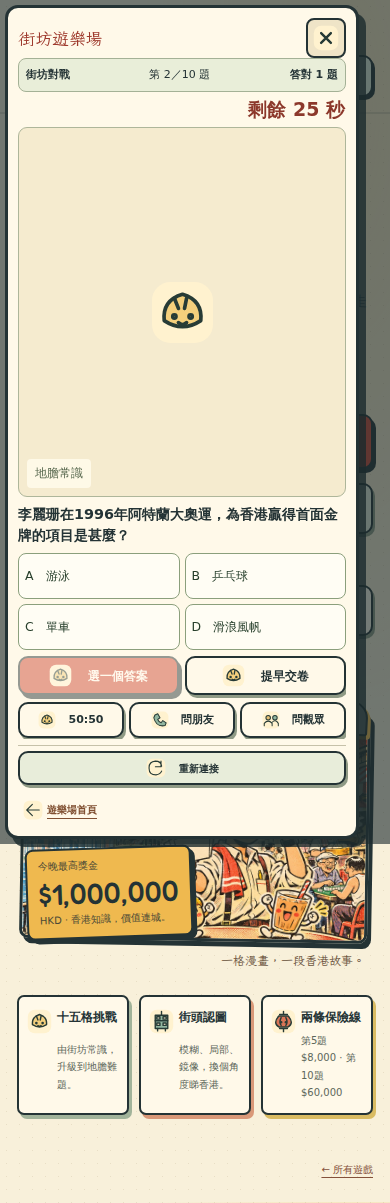 街坊遊樂場
街坊對戰 第 2／10 題 答對 1 題
剩餘 25 秒
地膽常識
李麗珊在1996年阿特蘭大奧運，為香港贏得首面金
牌的項目是甚麼？
A 游泳
B 乒乓球
C 單車
D 滑浪風帆
選一個答案
提早交卷
50:50
問朋友
問觀眾
重新連接
遊樂場首頁
今晚最高獎金
$1,000,000
HKD · 香港知識，價值連城。
一格漫畫，一段香港故事。
十五格挑戰
由街坊常識，
升級到地膽難
題。
街頭認圖
模糊、局部、
鏡像，換個角
度睇香港。
兩條保險線
第5題
$8,000 · 第
10題
$60,000
← 所有遊戲